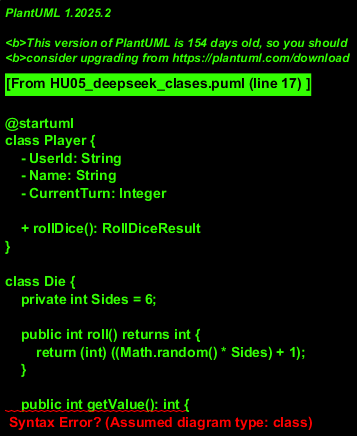 PlantUML 1.2025.2
<b>This version of PlantUML is 154 days old, so you should
<b>consider upgrading from https://plantuml.com/download
[From HU05_deepseek_clases.puml (line 17) ]
@startuml
class Player {
- UserId: String
- Name: String
- CurrentTurn: Integer
+ rollDice(): RollDiceResult
}
class Die {
private int Sides = 6;
public int roll() returns int {
return (int) ((Math.random() * Sides) + 1);
}
public int getValue(): int {
Syntax Error? (Assumed diagram type: class)